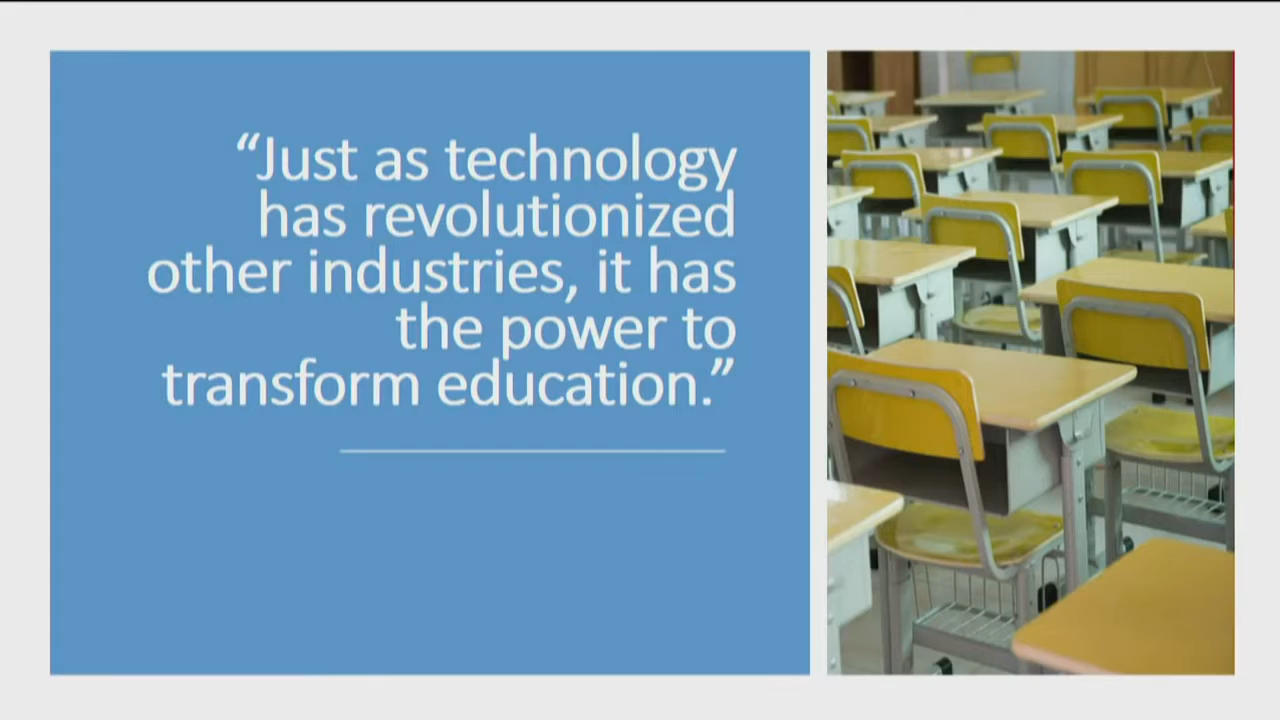 “Just as technology
has revolutionized
other industries, it has
the power to
transform education.”